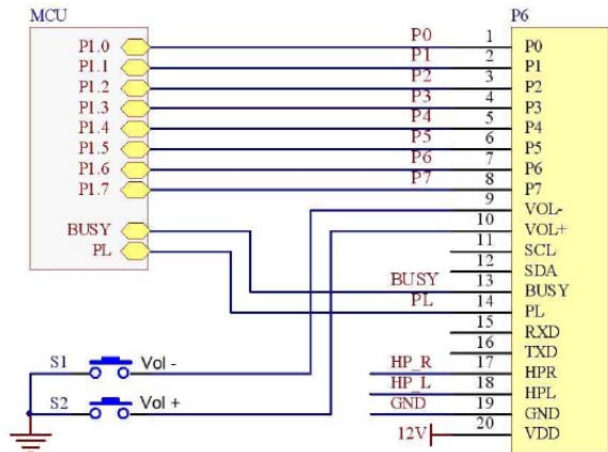 MCU P6
P1.0 P0 1 P0
P1.1 P1 2 P1
P1.2 P2 3 P2
P1.3 P3 4 P3
P1.4 P4 5 P4
P1.5 P5 6 P5
P1.6 P6 7 P6
P1.7 P7 8 P7
9 VOL-
BUSY 10 VOL+
PL 11 SCL
12 SDA
BUSY 13 BUSY
PL 14 PL
15 RXD
16 TXD
S1 Vol - HP_R 17 HPR
HP_L 18 HPL
S2 Vol + GND 19 GND
12V 20 VDD